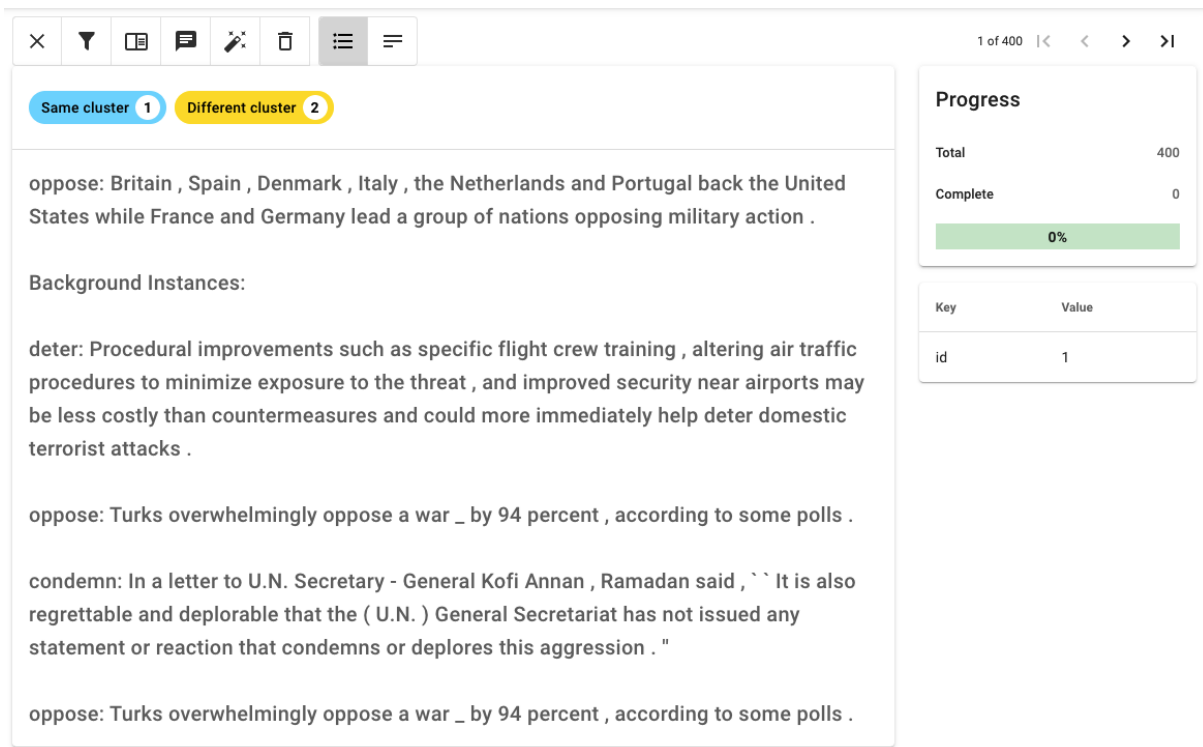 1 of 400
Same cluster 1 Different cluster 2
oppose: Britain , Spain , Denmark , Italy , the Netherlands and Portugal back the United
States while France and Germany lead a group of nations opposing military action .
Background Instances:
deter: Procedural improvements such as specific flight crew training , altering air traffic
procedures to minimize exposure to the threat , and improved security near airports may
be less costly than countermeasures and could more immediately help deter domestic
terrorist attacks .
oppose: Turks overwhelmingly oppose a war _ by 94 percent , according to some polls .
condemn: In a letter to U.N. Secretary - General Kofi Annan , Ramadan said , ` ` It is also
regrettable and deplorable that the ( U.N. ) General Secretariat has not issued any
statement or reaction that condemns or deplores this aggression . "
oppose: Turks overwhelmingly oppose a war _ by 94 percent , according to some polls .
Progress
Total 400
Complete 0
0%
Key Value
id 1